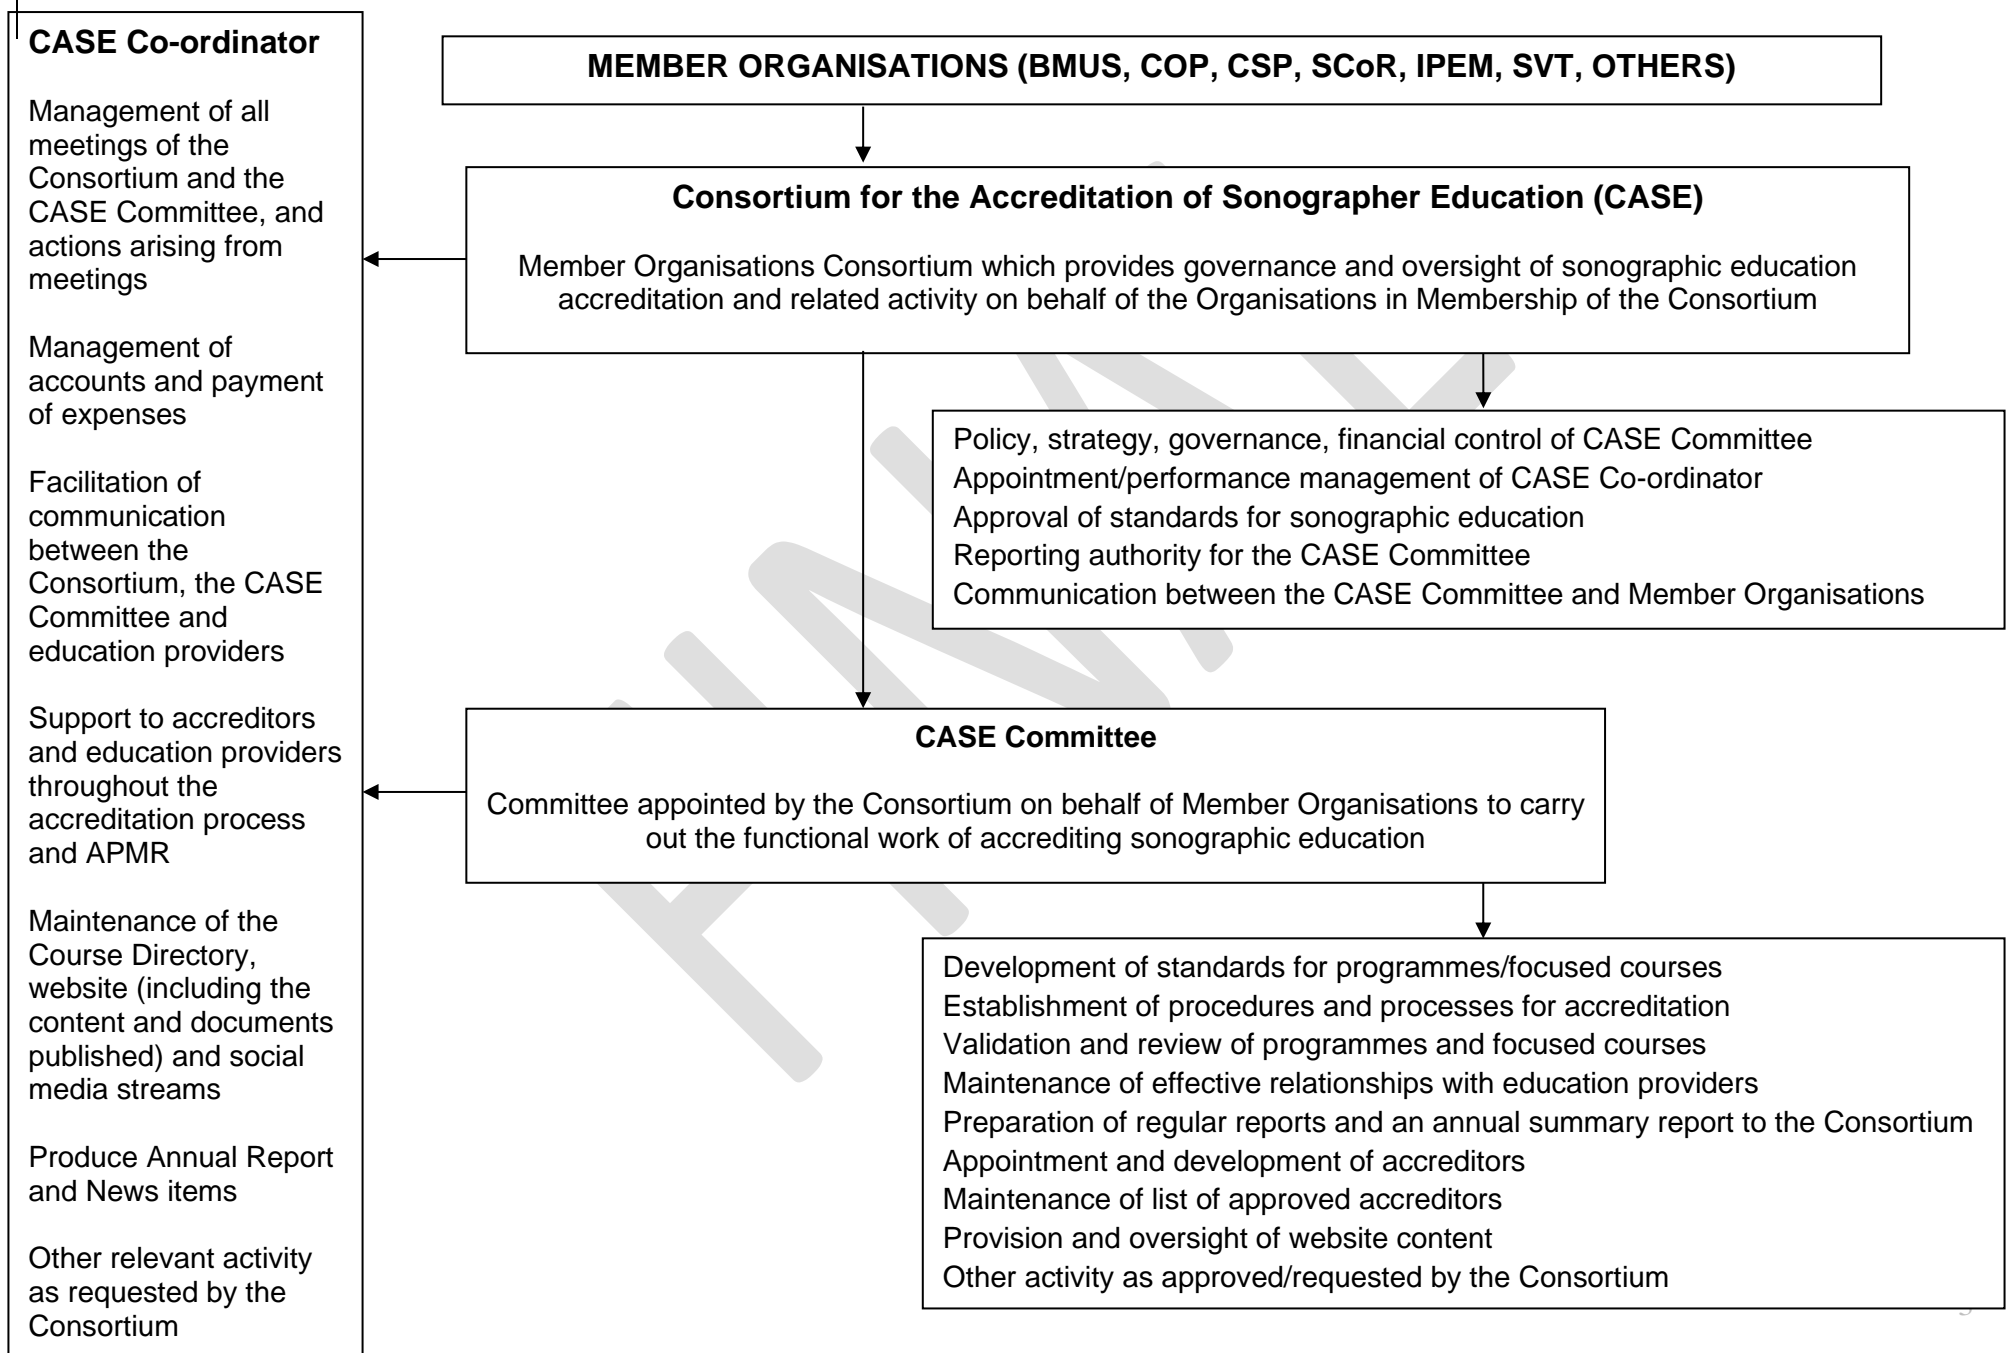 CASE Co-ordinator
Management of all
meetings of the
Consortium and the
CASE Committee, and
actions arising from
meetings
Management of
accounts and payment
of expenses
Facilitation of
communication
between the
Consortium, the CASE
Committee and
education providers
Support to accreditors
and education providers
throughout the
accreditation process
and APMR
Maintenance of the
Course Directory,
website (including the
content and documents
published) and social
media streams
Produce Annual Report
and News items
Other relevant activity
as requested by the
Consortium
MEMBER ORGANISATIONS (BMUS, COP, CSP, SCoR, IPEM, SVT, OTHERS)
Consortium for the Accreditation of Sonographer Education (CASE)
Member Organisations Consortium which provides governance and oversight of sonographic education
accreditation and related activity on behalf of the Organisations in Membership of the Consortium
Policy, strategy, governance, financial control of CASE Committee
Appointment/performance management of CASE Co-ordinator
Approval of standards for sonographic education
Reporting authority for the CASE Committee
Communication between the CASE Committee and Member Organisations
CASE Committee
Committee appointed by the Consortium on behalf of Member Organisations to carry
out the functional work of accrediting sonographic education
Development of standards for programmes/focused courses
Establishment of procedures and processes for accreditation
Validation and review of programmes and focused courses
Maintenance of effective relationships with education providers
Preparation of regular reports and an annual summary report to the Consortium
Appointment and development of accreditors
Maintenance of list of approved accreditors
Provision and oversight of website content
Other activity as approved/requested by the Consortium
FINAL